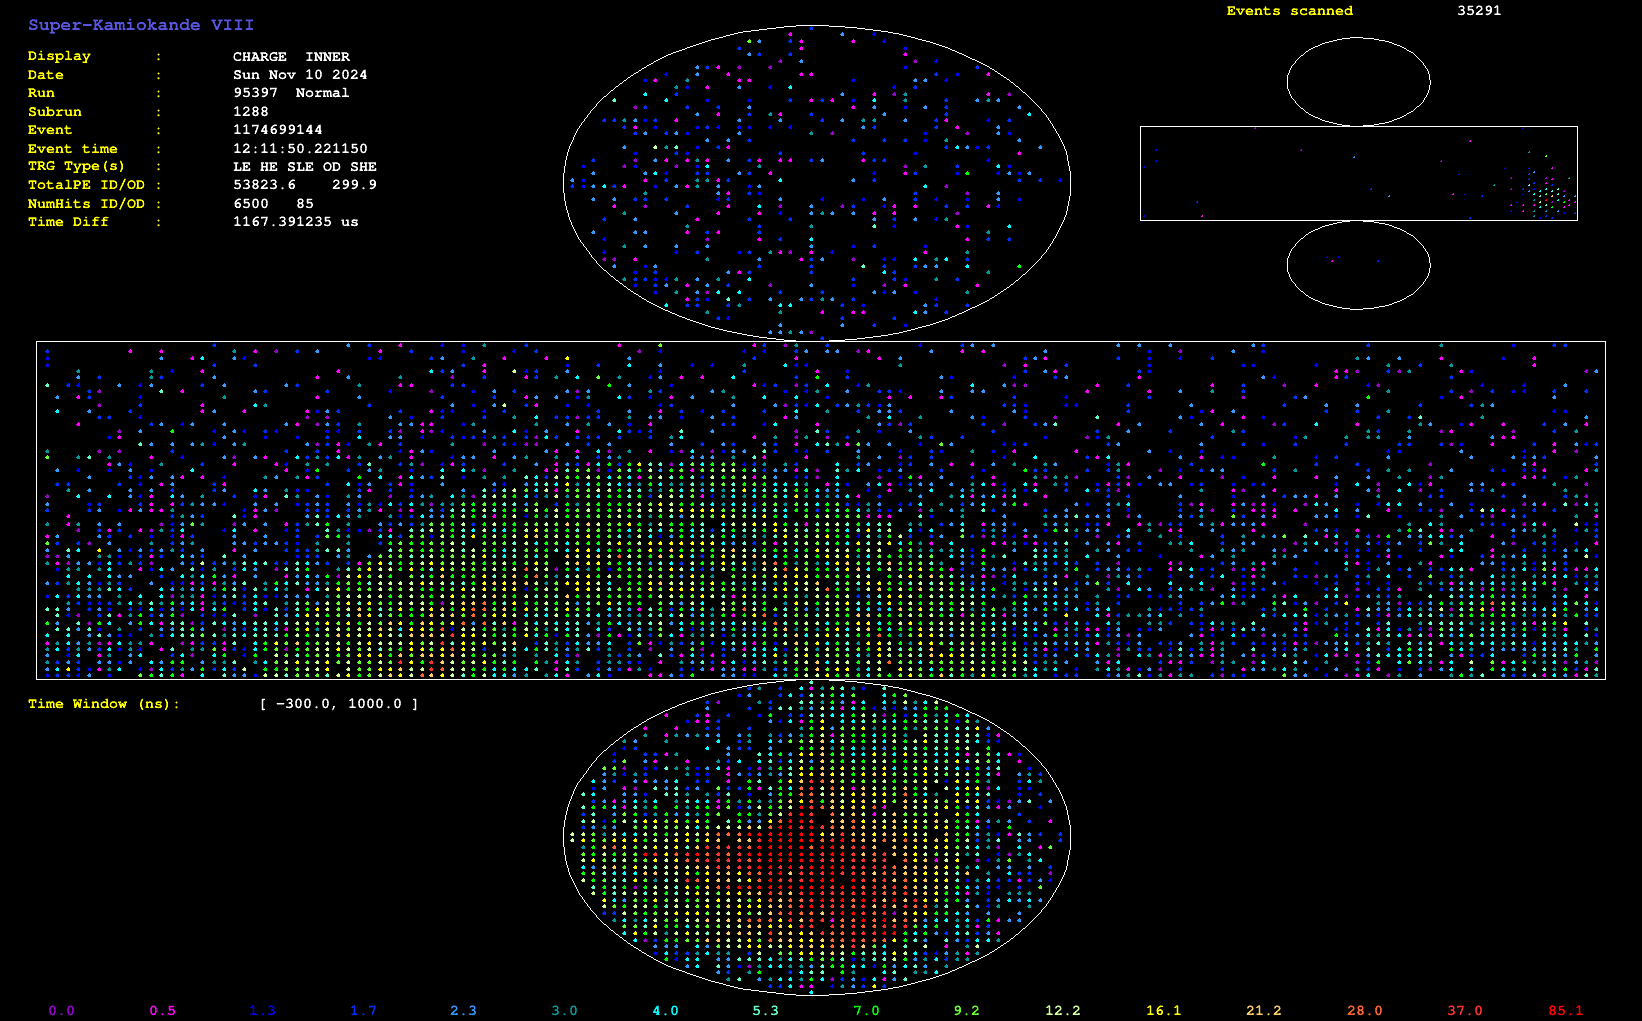 Super-Kamiokande VIII
Events scanned 35291
Display : CHARGE INNER
Date : Sun Nov 10 2024
Run : 95397 Normal
Subrun : 1288
Event : 1174699144
Event time : 12:11:50.221150
TRG Type(s) : LE HE SLE OD SHE
TotalPE ID/OD : 53823.6 299.9
NumHits ID/OD : 6500 85
Time Diff : 1167.391235 us
Time Window (ns): [ -300.0, 1000.0 ]
0.0 0.5 1.3 1.7 2.3 3.0 4.0 5.3 7.0 9.2 12.2 16.1 21.2 28.0 37.0 85.1